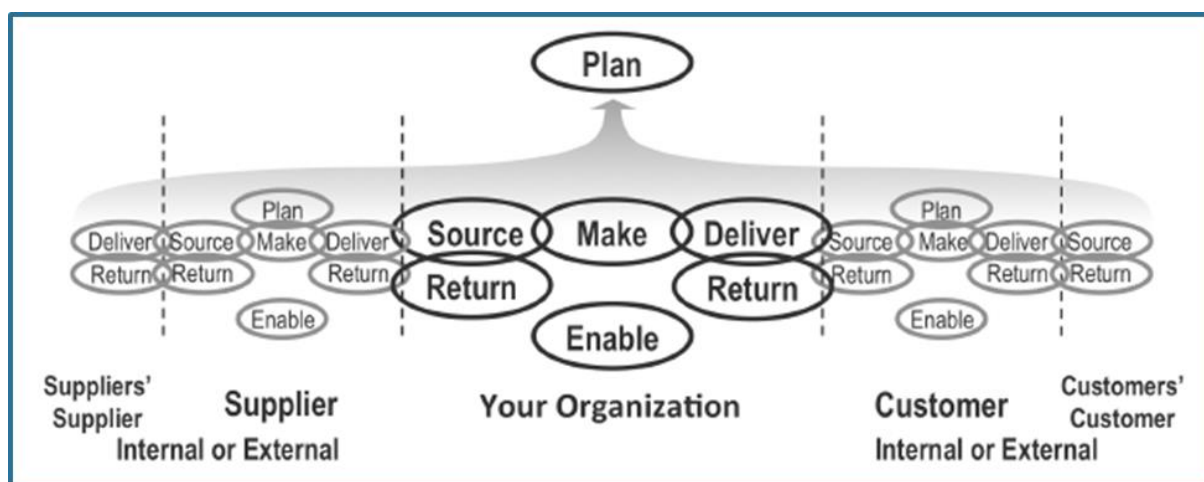 Plan
Plan
Plan
Deliver Source Make Deliver Source Make Deliver Source Make Deliver Source
Return Return Return Return Return Return Return Return
Enable Enable Enable
Suppliers' Supplier Your Organization Customer Customers'
Supplier Customer
Internal or External Internal or External